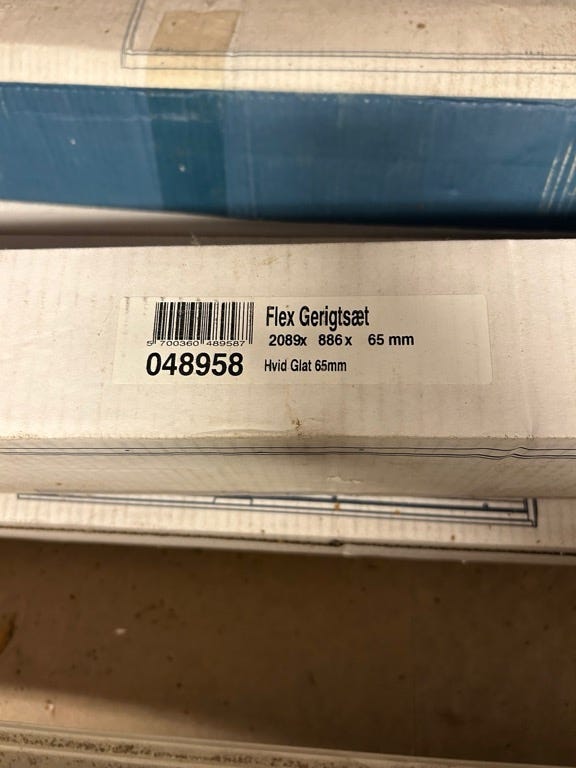 Flex Gerigtsæt
2089x 886x 65 mm
5 700360 489587
048958
Hvid Glat 65mm